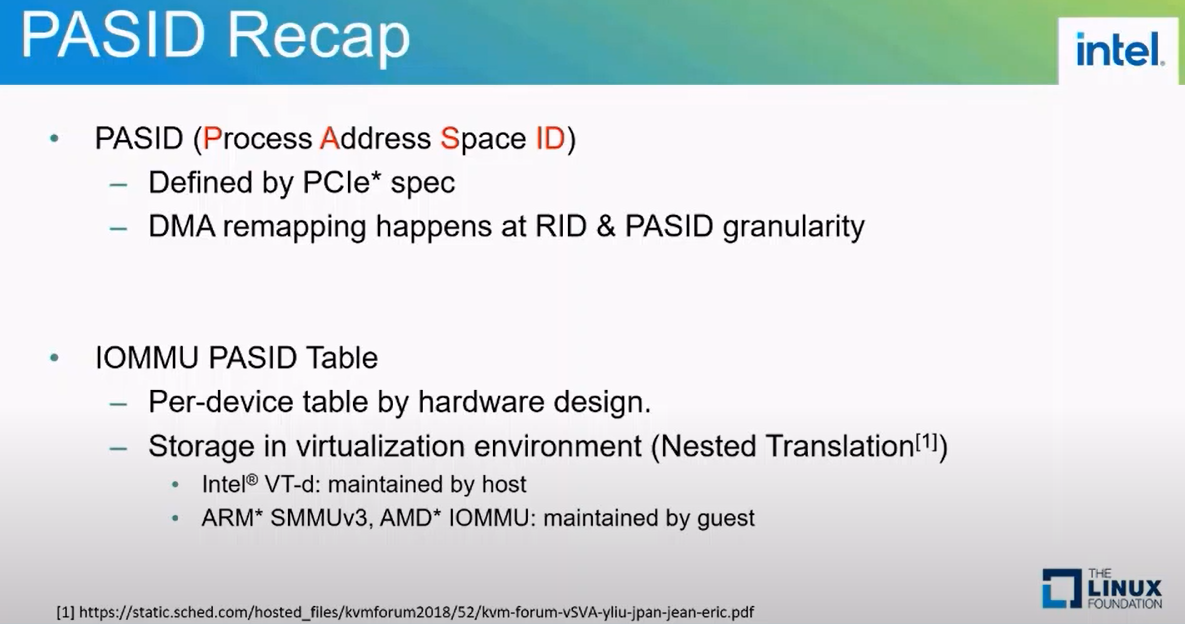 PASID Recap
intel.
• PASID (Process Address Space ID)
– Defined by PCIe* spec
– DMA remapping happens at RID & PASID granularity
• IOMMU PASID Table
– Per-device table by hardware design.
– Storage in virtualization environment (Nested Translation[1])
• Intel® VT-d: maintained by host
• ARM* SMMUv3, AMD* IOMMU: maintained by guest
THE
LINUX
FOUNDATION
[1] https://static.sched.com/hosted_files/kvmforum2018/52/kvm-forum-vSVA-yliu-jpan-jean-eric.pdf